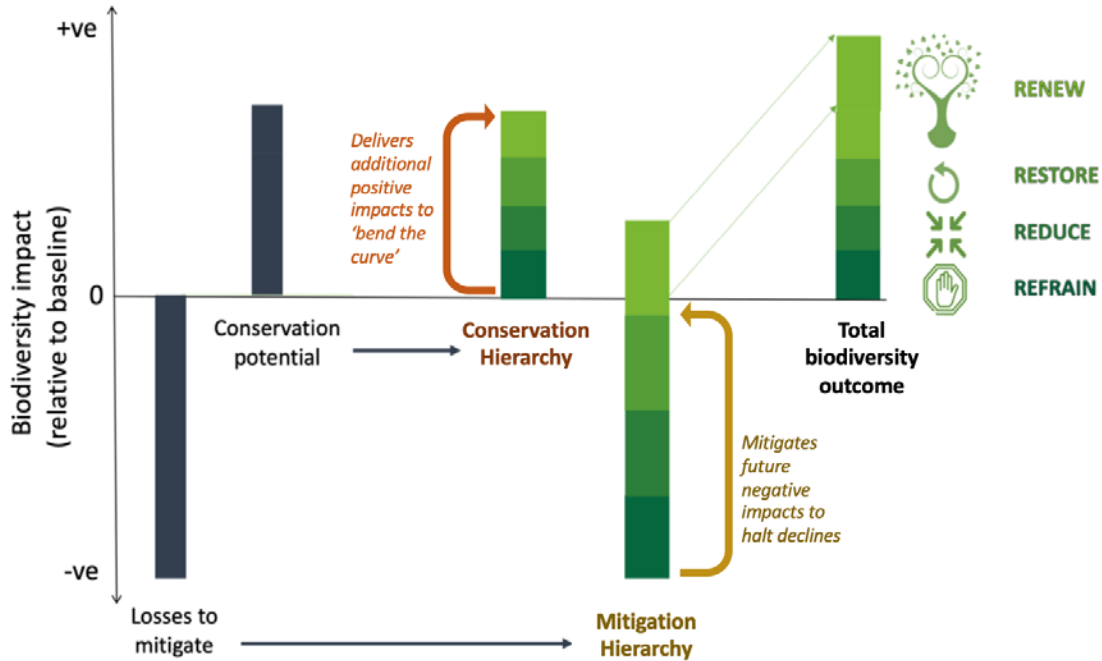 +ve
Biodiversity impact
(relative to baseline)
0
-ve
Losses to
mitigate
Conservation
potential
Delivers
additional
positive
impacts to
‘bend the
curve’
Conservation
Hierarchy
Mitigates
future
negative
impacts to
halt declines
Mitigation
Hierarchy
Total
biodiversity
outcome
RENEW
RESTORE
REDUCE
REFRAIN